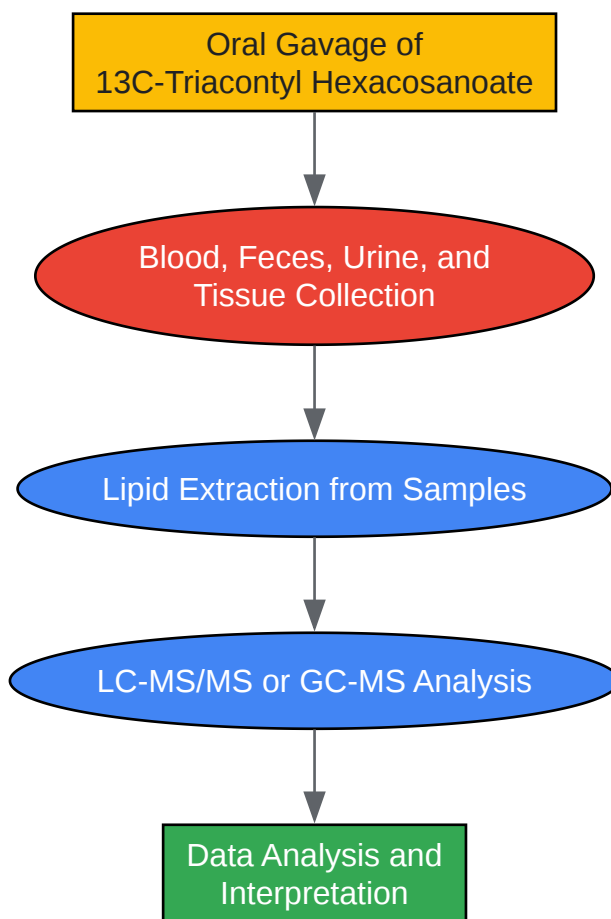 Oral Gavage of
13C-Triacontyl Hexacosanoate
Blood, Feces, Urine, and
Tissue Collection
Lipid Extraction from Samples
LC-MS/MS or GC-MS Analysis
Data Analysis and
Interpretation